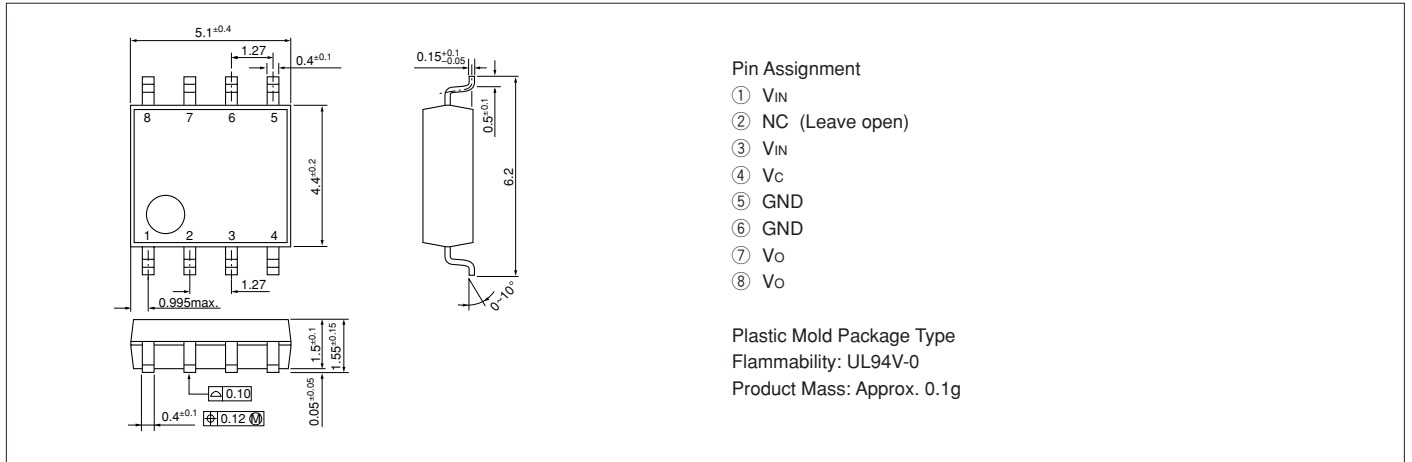 5.1±0.4
1.27
0.4±0.1
8 7 6 5
4.4±0.2
1 2 3 4
1.27
0.995max.
0.15+0.1−0.05
0.5±0.1
6.2
0~10°
1.5±0.1
1.55±0.15
0.05±0.05
⌓ 0.10
0.4±0.1
⌖ 0.12 Ⓜ
Pin Assignment
① VIN
② NC (Leave open)
③ VIN
④ VC
⑤ GND
⑥ GND
⑦ VO
⑧ VO
Plastic Mold Package Type
Flammability: UL94V-0
Product Mass: Approx. 0.1g